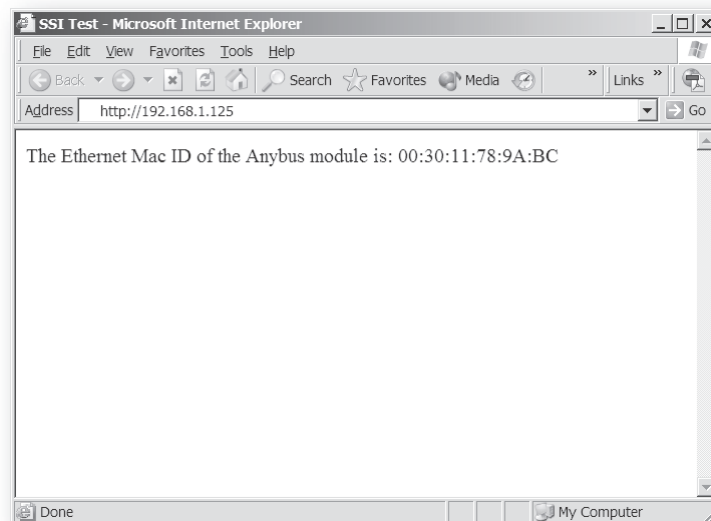 SSI Test - Microsoft Internet Explorer
File Edit View Favorites Tools Help
Back Search Favorites Media » Links »
Address http://192.168.1.125 Go
The Ethernet Mac ID of the Anybus module is: 00:30:11:78:9A:BC
Done My Computer